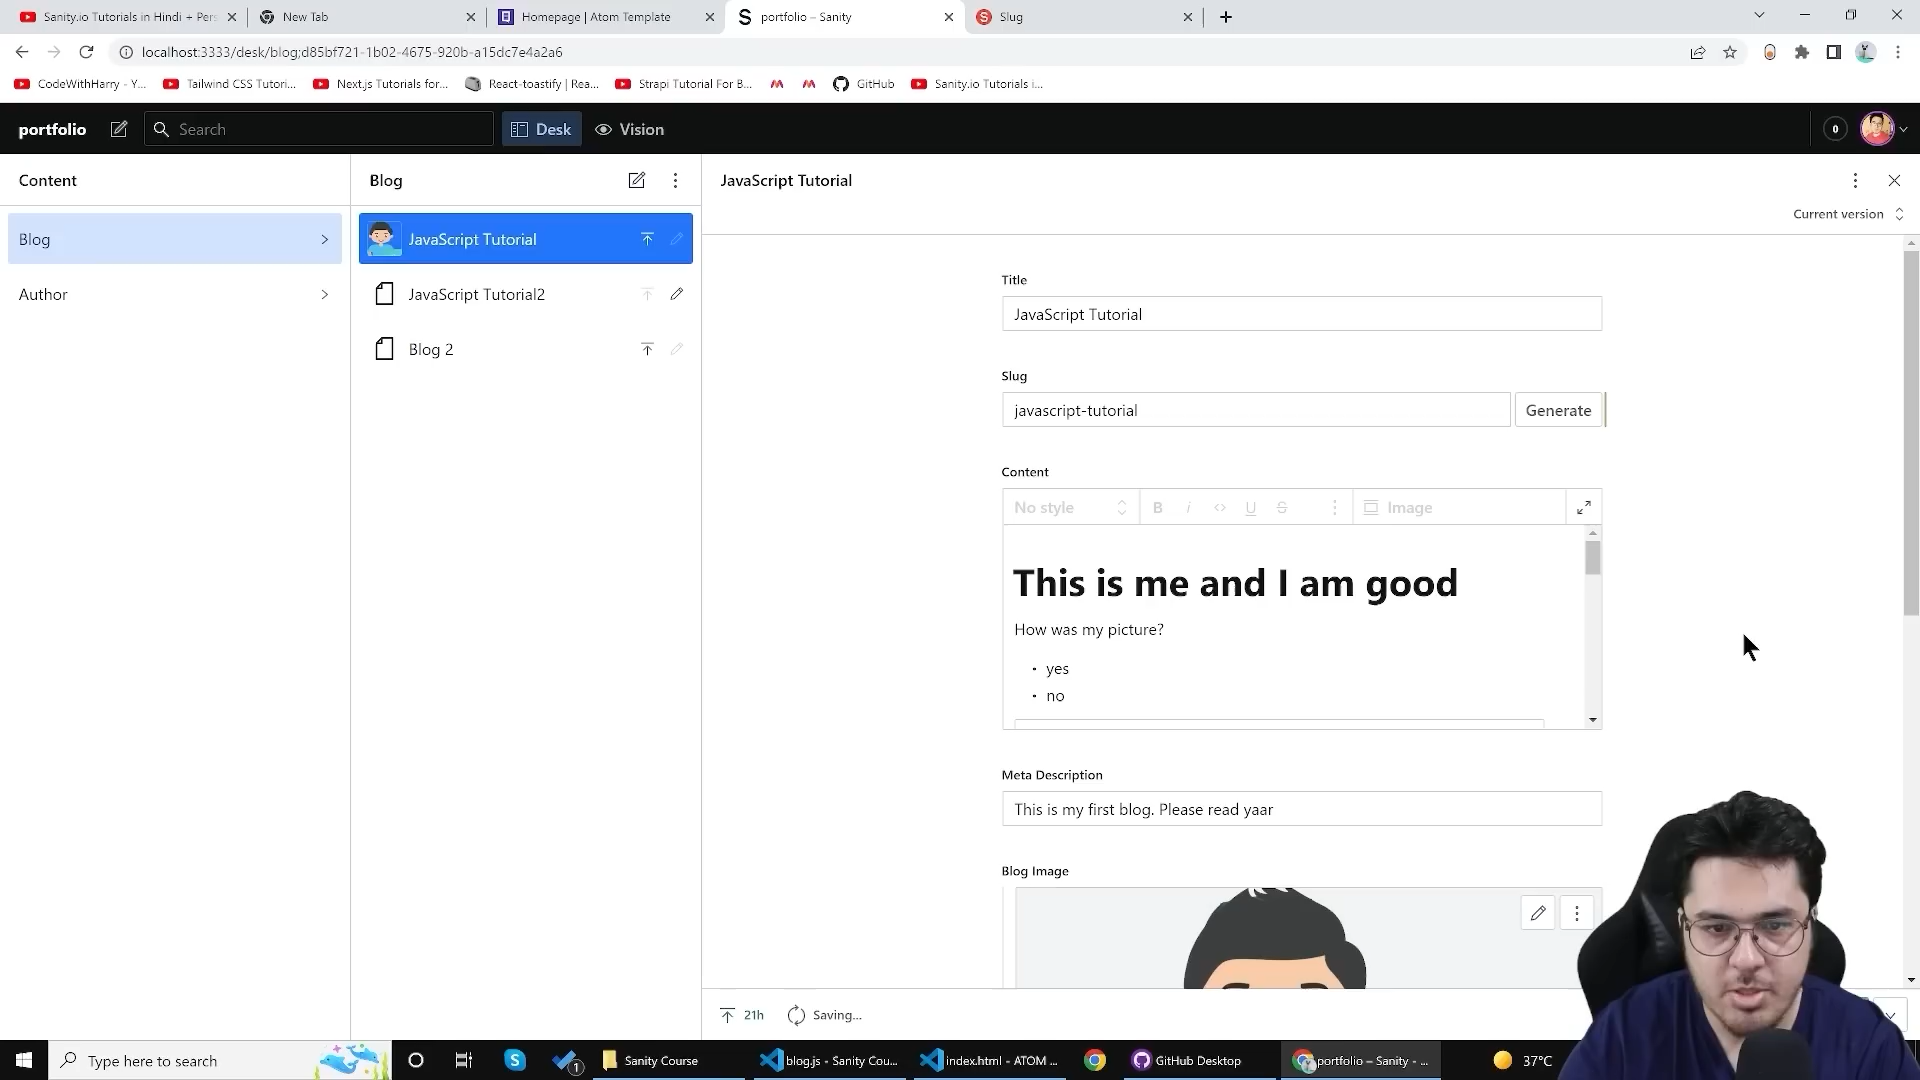 Sanity.io Tutorials in Hindi + Pers
New Tab
Homepage | Atom Template
portfolio – Sanity
Slug
localhost:3333/desk/blog;d85bf721-1b02-4675-920b-a15dc7e4a2a6
CodeWithHarry - Y...
Tailwind CSS Tutori...
Next.js Tutorials for...
React-toastify | Rea...
Strapi Tutorial For B...
GitHub
Sanity.io Tutorials i...
portfolio
Search
Desk
Vision
0
Content
Blog
JavaScript Tutorial
Current version
Blog
Author
JavaScript Tutorial
JavaScript Tutorial2
Blog 2
Title
JavaScript Tutorial
Slug
javascript-tutorial
Generate
Content
No style
B i <> U S
Image
This is me and I am good
How was my picture?
• yes
• no
Meta Description
This is my first blog. Please read yaar
Blog Image
21h
Saving...
Type here to search
1
Sanity Course
blog.js - Sanity Cou...
index.html - ATOM ...
GitHub Desktop
portfolio – Sanity - ...
37°C